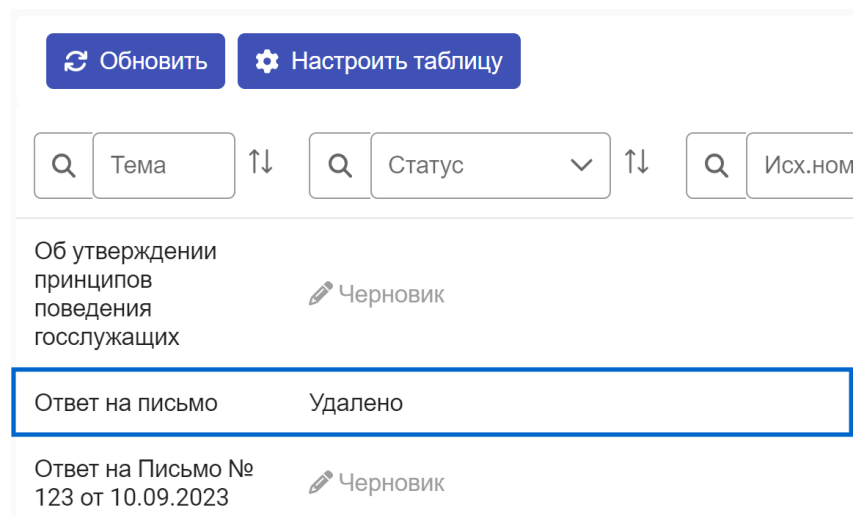 Обновить
Настроить таблицу
Тема
Статус
Исх.ном
Об утверждении
принципов
поведения
госслужащих
Черновик
Ответ на письмо
Удалено
Ответ на Письмо №
123 от 10.09.2023
Черновик